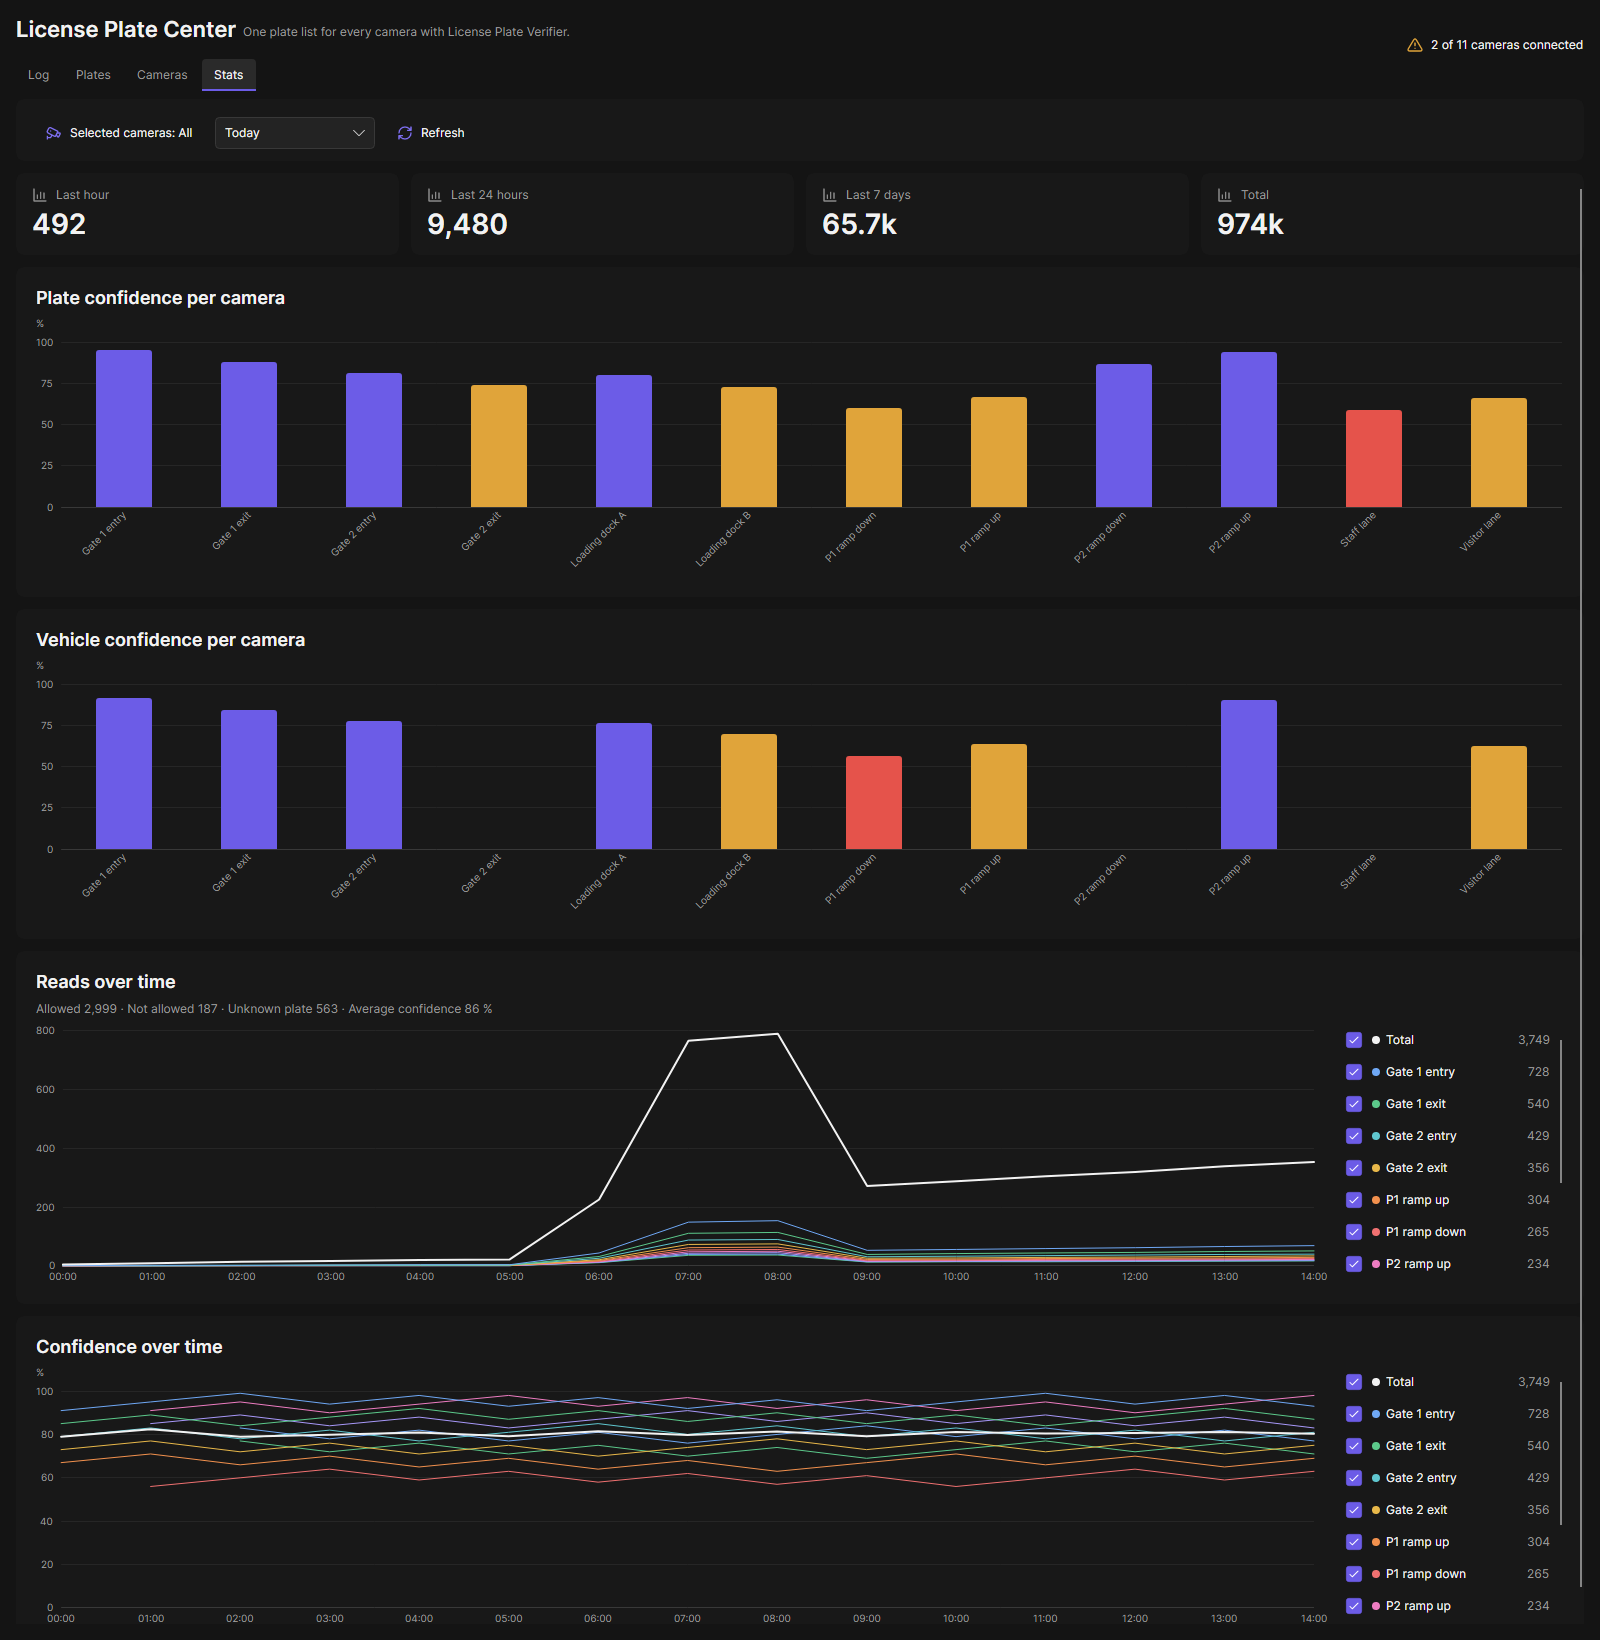 License Plate Center One plate list for every camera with License Plate Verifier.
2 of 11 cameras connected
Log Plates Cameras Stats
Selected cameras: All Today Refresh
Last hour
492
Last 24 hours
9,480
Last 7 days
65.7k
Total
974k
Plate confidence per camera
%
100
75
50
25
0
Gate 1 entry
Gate 1 exit
Gate 2 entry
Gate 2 exit
Loading dock A
Loading dock B
P1 ramp down
P1 ramp up
P2 ramp down
P2 ramp up
Staff lane
Visitor lane
Vehicle confidence per camera
%
100
75
50
25
0
Gate 1 entry
Gate 1 exit
Gate 2 entry
Gate 2 exit
Loading dock A
Loading dock B
P1 ramp down
P1 ramp up
P2 ramp down
P2 ramp up
Staff lane
Visitor lane
Reads over time
Allowed 2,999 · Not allowed 187 · Unknown plate 563 · Average confidence 86 %
800
600
400
200
0
00:00 01:00 02:00 03:00 04:00 05:00 06:00 07:00 08:00 09:00 10:00 11:00 12:00 13:00 14:00
Total 3,749
Gate 1 entry 728
Gate 1 exit 540
Gate 2 entry 429
Gate 2 exit 356
P1 ramp up 304
P1 ramp down 265
P2 ramp up 234
Confidence over time
%
100
80
60
40
20
0
00:00 01:00 02:00 03:00 04:00 05:00 06:00 07:00 08:00 09:00 10:00 11:00 12:00 13:00 14:00
Total 3,749
Gate 1 entry 728
Gate 1 exit 540
Gate 2 entry 429
Gate 2 exit 356
P1 ramp up 304
P1 ramp down 265
P2 ramp up 234